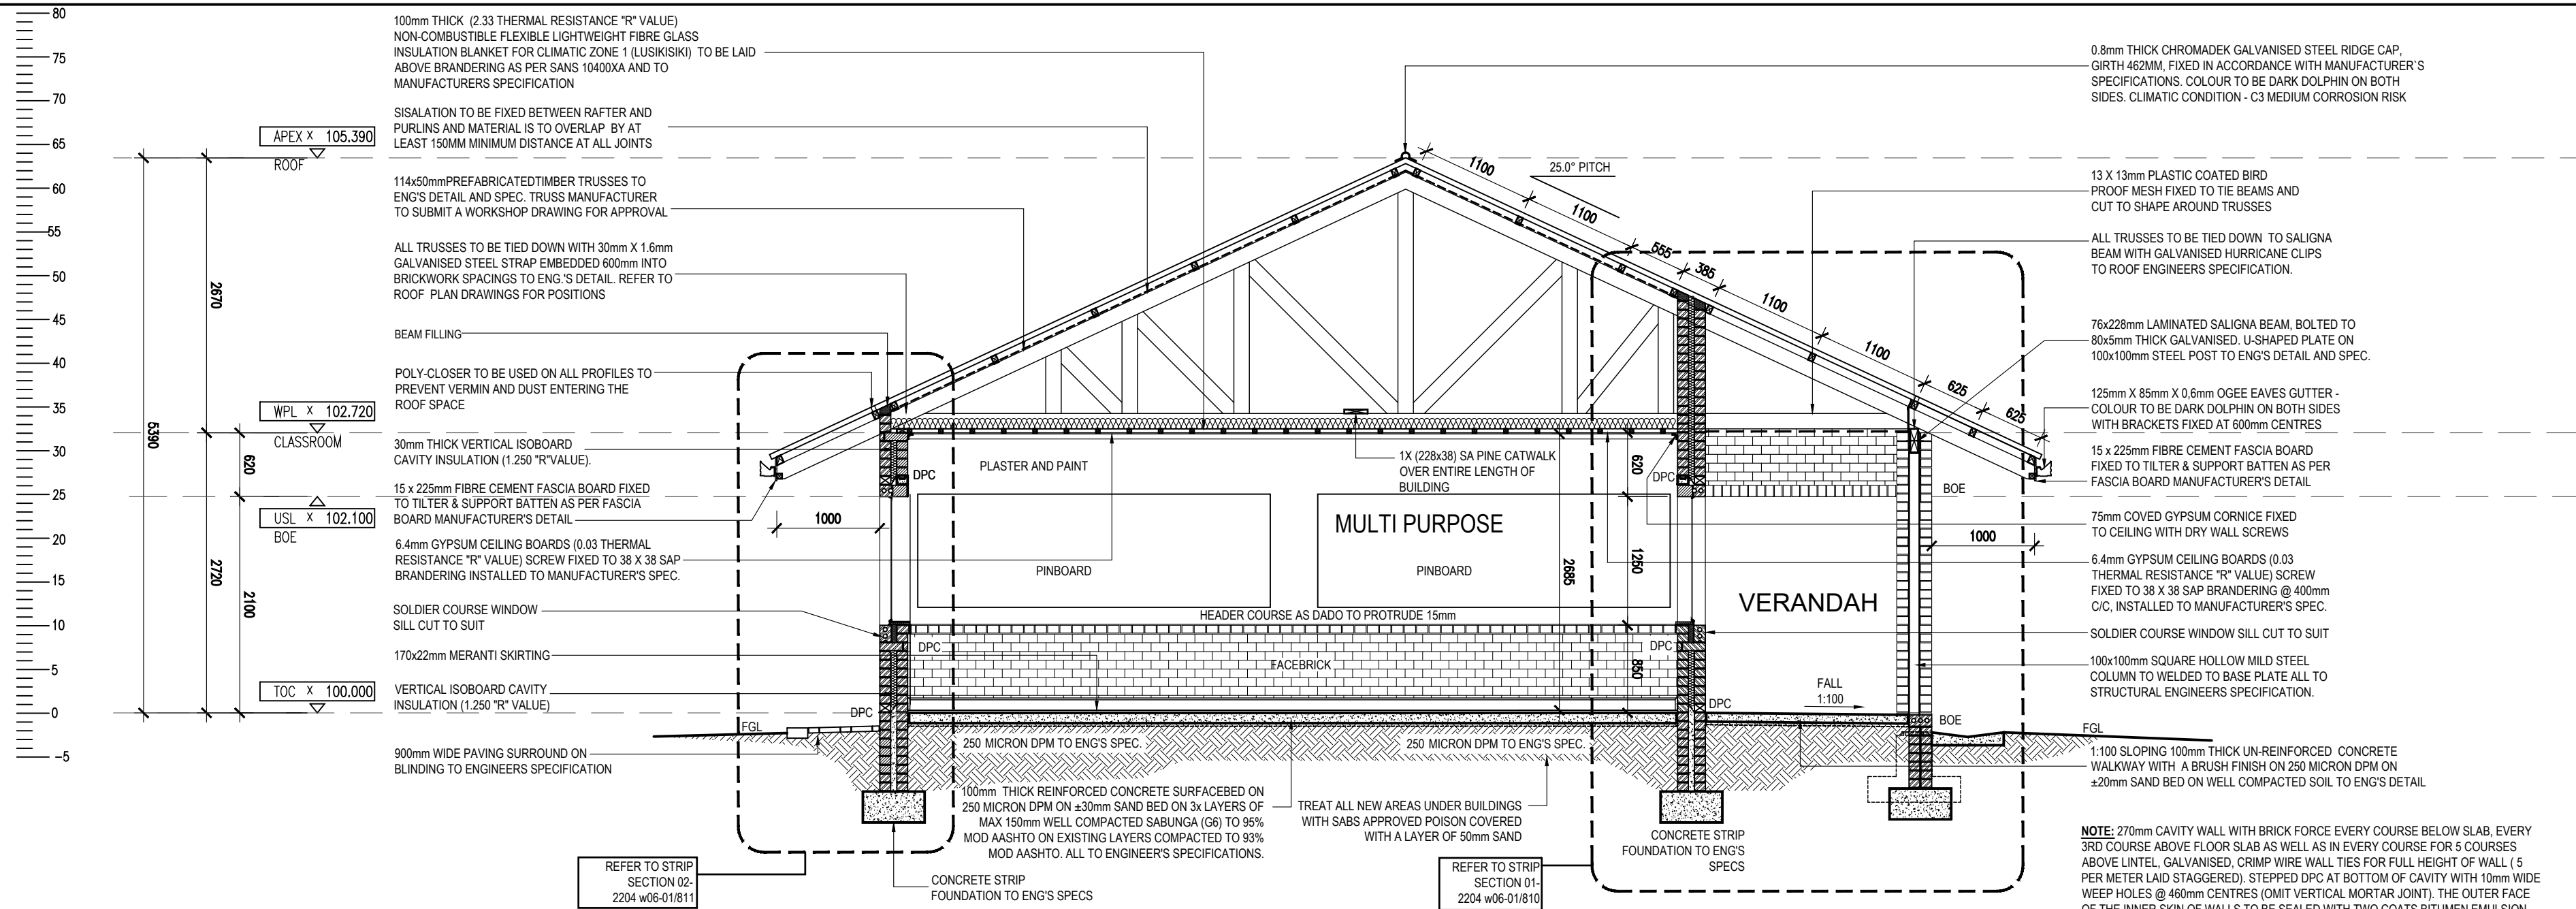 80
75
70
65
60
55
50
45
40
35
30
25
20
15
10
5
0
-5
APEX X 105.390
ROOF
WPL X 102.720
CLASSROOM
USL X 102.100
BOE
TOC X 100.000
5390
2670
2720
620
2100
100mm THICK (2.33 THERMAL RESISTANCE "R" VALUE)
NON-COMBUSTIBLE FLEXIBLE LIGHTWEIGHT FIBRE GLASS
INSULATION BLANKET FOR CLIMATIC ZONE 1 (LUSIKISIKI) TO BE LAID
ABOVE BRANDERING AS PER SANS 10400XA AND TO
MANUFACTURERS SPECIFICATION
SISALATION TO BE FIXED BETWEEN RAFTER AND
PURLINS AND MATERIAL IS TO OVERLAP BY AT
LEAST 150MM MINIMUM DISTANCE AT ALL JOINTS
114x50mmPREFABRICATEDTIMBER TRUSSES TO
ENG'S DETAIL AND SPEC. TRUSS MANUFACTURER
TO SUBMIT A WORKSHOP DRAWING FOR APPROVAL
ALL TRUSSES TO BE TIED DOWN WITH 30mm X 1.6mm
GALVANISED STEEL STRAP EMBEDDED 600mm INTO
BRICKWORK SPACINGS TO ENG.'S DETAIL. REFER TO
ROOF PLAN DRAWINGS FOR POSITIONS
BEAM FILLING
POLY-CLOSER TO BE USED ON ALL PROFILES TO
PREVENT VERMIN AND DUST ENTERING THE
ROOF SPACE
30mm THICK VERTICAL ISOBOARD
CAVITY INSULATION (1.250 "R"VALUE).
15 x 225mm FIBRE CEMENT FASCIA BOARD FIXED
TO TILTER & SUPPORT BATTEN AS PER FASCIA
BOARD MANUFACTURER'S DETAIL
6.4mm GYPSUM CEILING BOARDS (0.03 THERMAL
RESISTANCE "R" VALUE) SCREW FIXED TO 38 X 38 SAP
BRANDERING INSTALLED TO MANUFACTURER'S SPEC.
SOLDIER COURSE WINDOW
SILL CUT TO SUIT
170x22mm MERANTI SKIRTING
VERTICAL ISOBOARD CAVITY
INSULATION (1.250 "R" VALUE)
900mm WIDE PAVING SURROUND ON
BLINDING TO ENGINEERS SPECIFICATION
REFER TO STRIP
SECTION 02-
2204 w06-01/811
1000
FGL
DPC
DPC
DPC
PLASTER AND PAINT
PINBOARD
1X (228x38) SA PINE CATWALK
OVER ENTIRE LENGTH OF
BUILDING
MULTI PURPOSE
PINBOARD
HEADER COURSE AS DADO TO PROTRUDE 15mm
FACEBRICK
2685
620
1250
850
DPC
DPC
DPC
250 MICRON DPM TO ENG'S SPEC.
250 MICRON DPM TO ENG'S SPEC.
100mm THICK REINFORCED CONCRETE SURFACEBED ON
250 MICRON DPM ON ±30mm SAND BED ON 3x LAYERS OF
MAX 150mm WELL COMPACTED SABUNGA (G6) TO 95%
MOD AASHTO ON EXISTING LAYERS COMPACTED TO 93%
MOD AASHTO. ALL TO ENGINEER'S SPECIFICATIONS.
CONCRETE STRIP
FOUNDATION TO ENG'S SPECS
TREAT ALL NEW AREAS UNDER BUILDINGS
WITH SABS APPROVED POISON COVERED
WITH A LAYER OF 50mm SAND
REFER TO STRIP
SECTION 01-
2204 w06-01/810
CONCRETE STRIP
FOUNDATION TO ENG'S
SPECS
1100
25.0° PITCH
1100
555
385
1100
1100
625
625
VERANDAH
FALL
1:100
BOE
BOE
1000
FGL
0.8mm THICK CHROMADEK GALVANISED STEEL RIDGE CAP,
GIRTH 462MM, FIXED IN ACCORDANCE WITH MANUFACTURER`S
SPECIFICATIONS. COLOUR TO BE DARK DOLPHIN ON BOTH
SIDES. CLIMATIC CONDITION - C3 MEDIUM CORROSION RISK
13 X 13mm PLASTIC COATED BIRD
PROOF MESH FIXED TO TIE BEAMS AND
CUT TO SHAPE AROUND TRUSSES
ALL TRUSSES TO BE TIED DOWN TO SALIGNA
BEAM WITH GALVANISED HURRICANE CLIPS
TO ROOF ENGINEERS SPECIFICATION.
76x228mm LAMINATED SALIGNA BEAM, BOLTED TO
80x5mm THICK GALVANISED. U-SHAPED PLATE ON
100x100mm STEEL POST TO ENG'S DETAIL AND SPEC.
125mm X 85mm X 0,6mm OGEE EAVES GUTTER -
COLOUR TO BE DARK DOLPHIN ON BOTH SIDES
WITH BRACKETS FIXED AT 600mm CENTRES
15 x 225mm FIBRE CEMENT FASCIA BOARD
FIXED TO TILTER & SUPPORT BATTEN AS PER
FASCIA BOARD MANUFACTURER'S DETAIL
75mm COVED GYPSUM CORNICE FIXED
TO CEILING WITH DRY WALL SCREWS
6.4mm GYPSUM CEILING BOARDS (0.03
THERMAL RESISTANCE "R" VALUE) SCREW
FIXED TO 38 X 38 SAP BRANDERING @ 400mm
C/C, INSTALLED TO MANUFACTURER'S SPEC.
SOLDIER COURSE WINDOW SILL CUT TO SUIT
100x100mm SQUARE HOLLOW MILD STEEL
COLUMN TO WELDED TO BASE PLATE ALL TO
STRUCTURAL ENGINEERS SPECIFICATION.
1:100 SLOPING 100mm THICK UN-REINFORCED CONCRETE
WALKWAY WITH A BRUSH FINISH ON 250 MICRON DPM ON
±20mm SAND BED ON WELL COMPACTED SOIL TO ENG'S DETAIL
NOTE: 270mm CAVITY WALL WITH BRICK FORCE EVERY COURSE BELOW SLAB, EVERY
3RD COURSE ABOVE FLOOR SLAB AS WELL AS IN EVERY COURSE FOR 5 COURSES
ABOVE LINTEL, GALVANISED, CRIMP WIRE WALL TIES FOR FULL HEIGHT OF WALL ( 5
PER METER LAID STAGGERED). STEPPED DPC AT BOTTOM OF CAVITY WITH 10mm WIDE
WEEP HOLES @ 460mm CENTRES (OMIT VERTICAL MORTAR JOINT). THE OUTER FACE
OF THE INNER SKIN OF WALLS TO BE SEALED WITH TWO COATS BITUMEN EMULSION